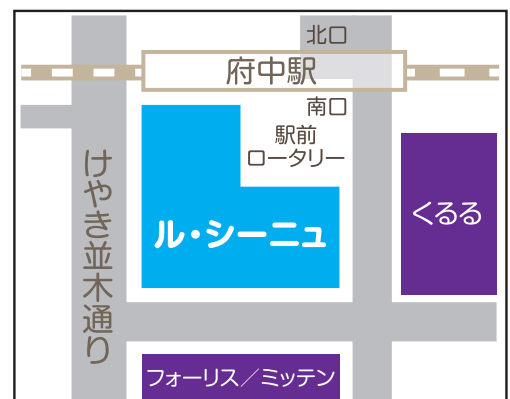 北口
府中駅
南口
駅前
ロータリー
けやき並木通り
くるる
ル・シーニュ
フォーリス／ミッテン